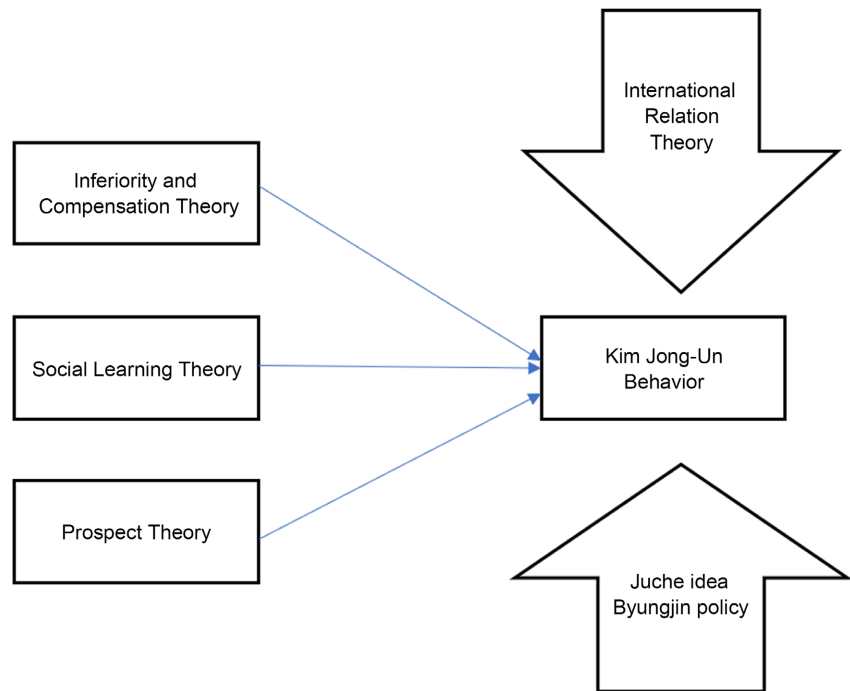 International
Relation
Theory
Inferiority and
Compensation Theory
Social Learning Theory
Kim Jong-Un
Behavior
Prospect Theory
Juche idea
Byungjin policy